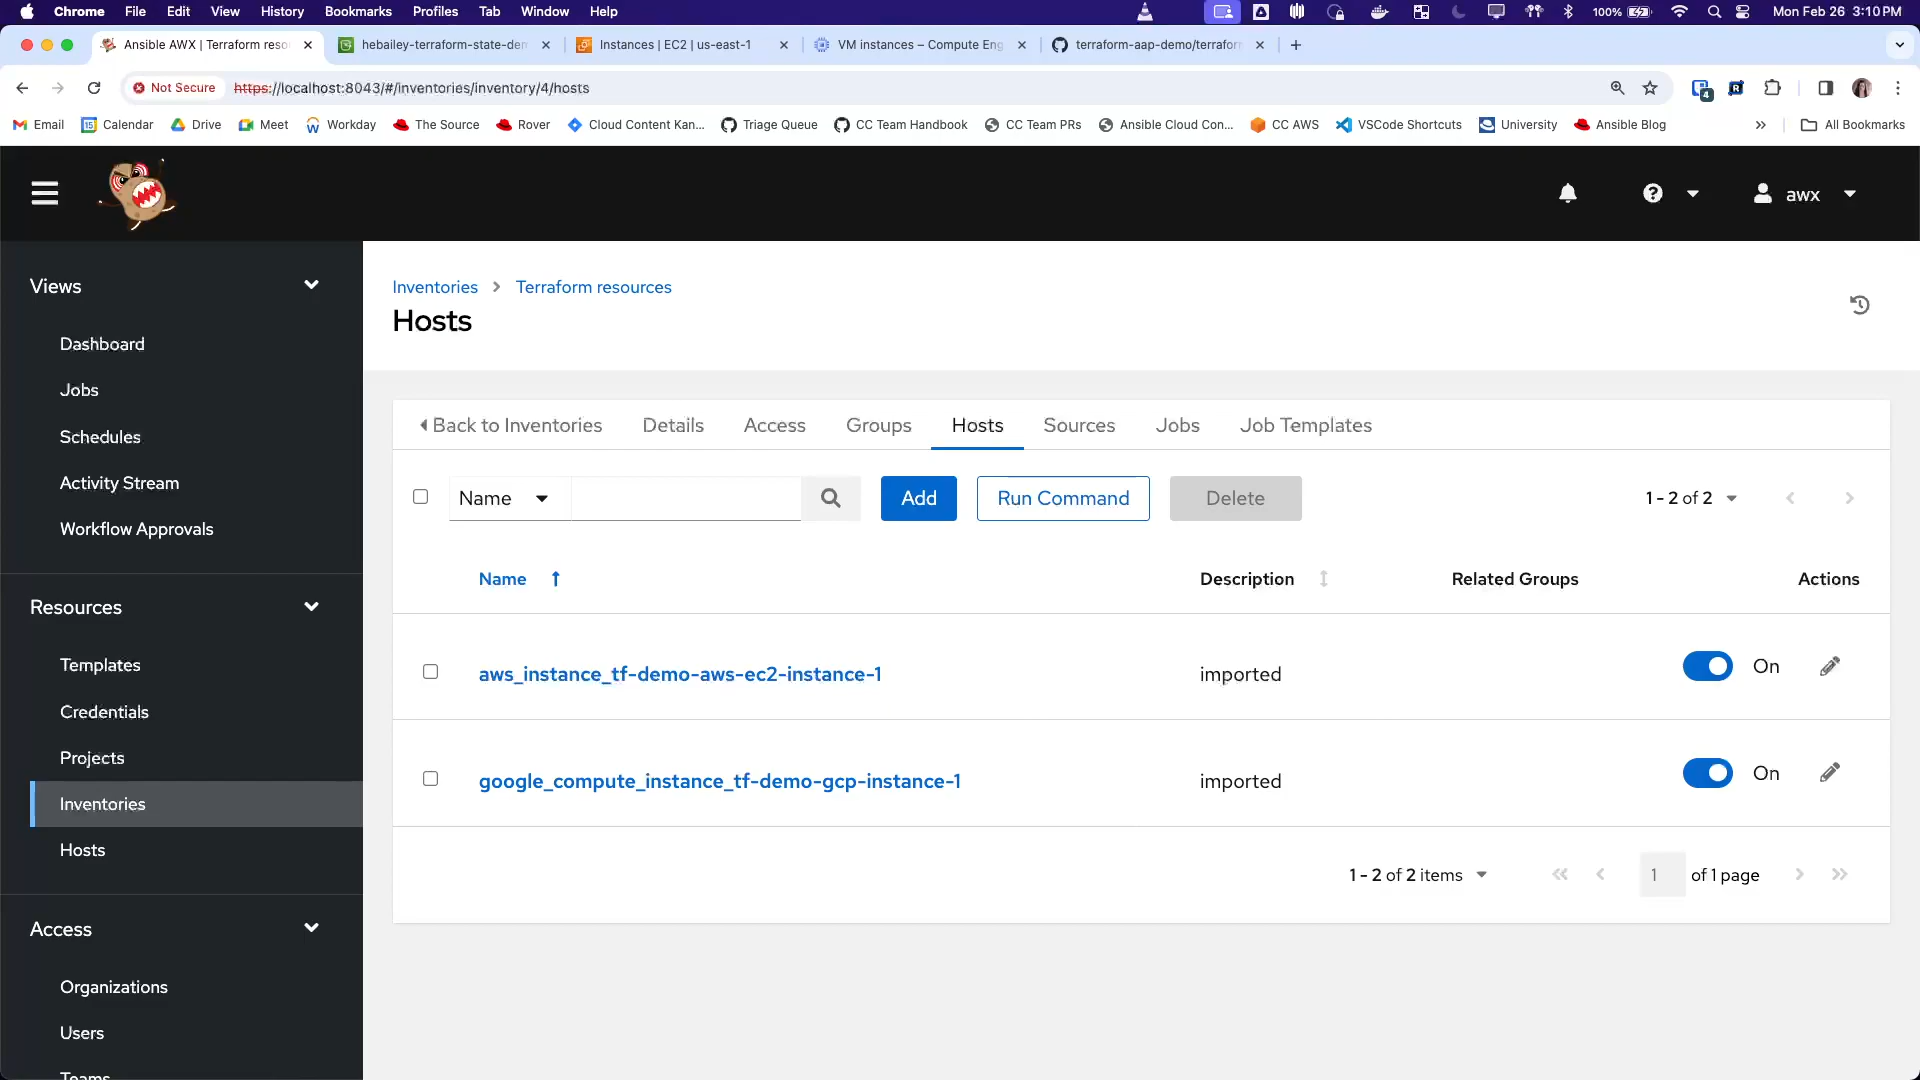 Chrome File Edit View History Bookmarks Profiles Tab Window Help 100% Mon Feb 26 3:10 PM
Ansible AWX | Terraform reso hebailey-terraform-state-den Instances | EC2 | us-east-1 VM instances – Compute Eng terraform-aap-demo/terraform
Not Secure https://localhost:8043/#/inventories/inventory/4/hosts 4 R
Email 15 Calendar Drive Meet Workday The Source Rover Cloud Content Kan... Triage Queue CC Team Handbook CC Team PRs Ansible Cloud Con... CC AWS VSCode Shortcuts University Ansible Blog » All Bookmarks
awx
Views
Dashboard
Jobs
Schedules
Activity Stream
Workflow Approvals
Resources
Templates
Credentials
Projects
Inventories
Hosts
Access
Organizations
Users
Teams
Inventories > Terraform resources
Hosts
Back to Inventories Details Access Groups Hosts Sources Jobs Job Templates
Name Add Run Command Delete 1 - 2 of 2
Name Description Related Groups Actions
aws_instance_tf-demo-aws-ec2-instance-1 imported On
google_compute_instance_tf-demo-gcp-instance-1 imported On
1 - 2 of 2 items 1 of 1 page